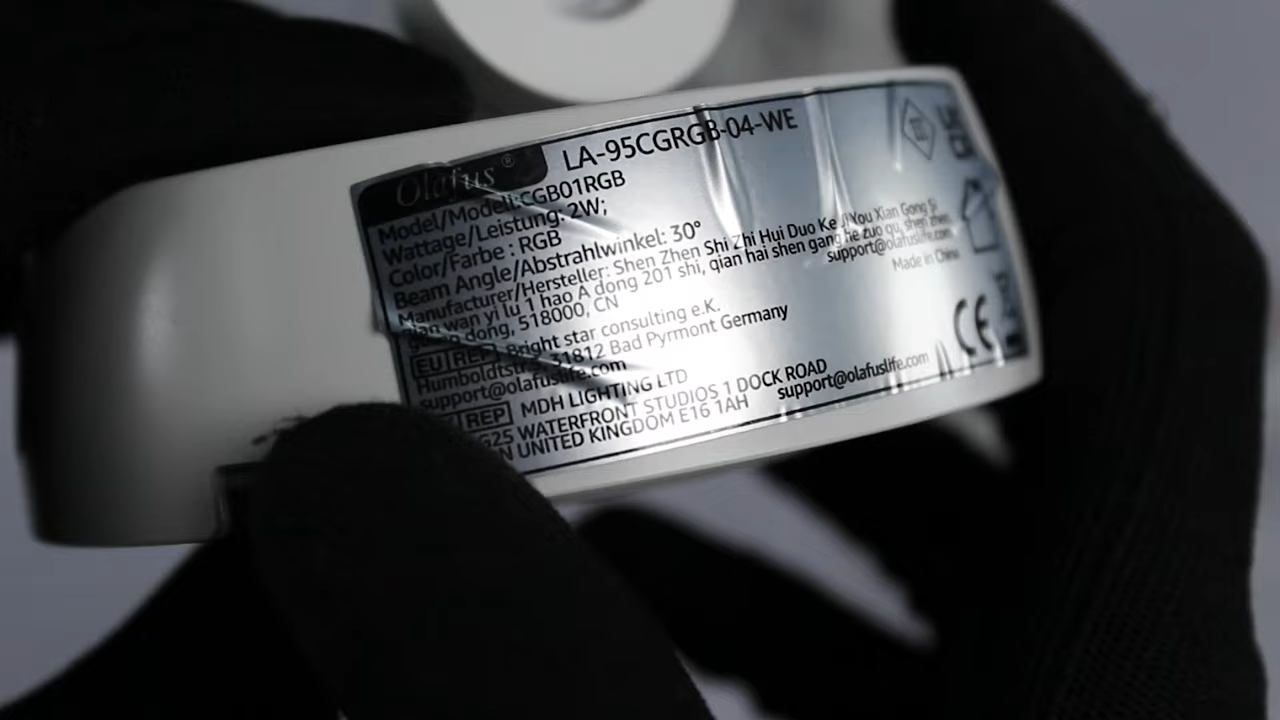 Olafus®
LA-95CGRGB-04-WE
Model/Modell:CGB01RGB
Wattage/Leistung: 2W;
Color/Farbe : RGB
Beam Angle/Abstrahlwinkel: 30°
Manufacturer/Hersteller: Shen Zhen Shi Zhi Hui Duo Ke Ji You Xian Gong Si
wan yi lu 1 hao A dong 201 shi, qian hai shen gang he zuo qu, shen zhen,
dong, 518000, CN
support@olafuslife.com
Made in China
EU REP Bright star consulting e.K.
31812 Bad Pyrmont Germany
support@olafuslife.com
REP MDH LIGHTING LTD
WATERFRONT STUDIOS 1 DOCK ROAD
UNITED KINGDOM E16 1AH
support@olafuslife.com
CE